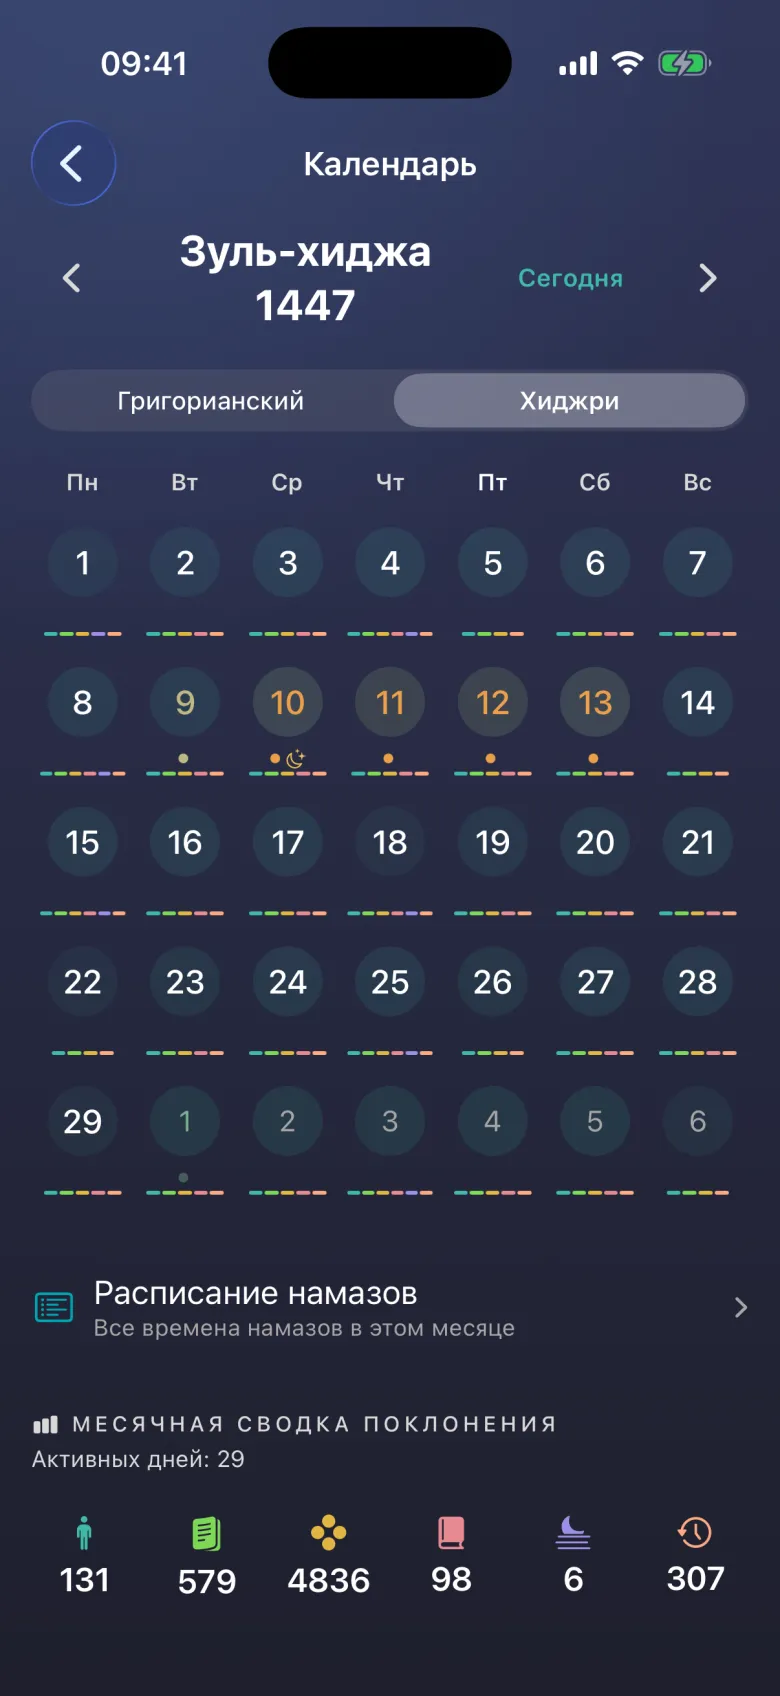 09:41
Календарь
Зуль-хиджа
1447
Сегодня
Григорианский Хиджри
Пн Вт Ср Чт Пт Сб Вс
1 2 3 4 5 6 7
8 9 10 11 12 13 14
15 16 17 18 19 20 21
22 23 24 25 26 27 28
29 1 2 3 4 5 6
Расписание намазов
Все времена намазов в этом месяце
МЕСЯЧНАЯ СВОДКА ПОКЛОНЕНИЯ
Активных дней: 29
131 579 4836 98 6 307